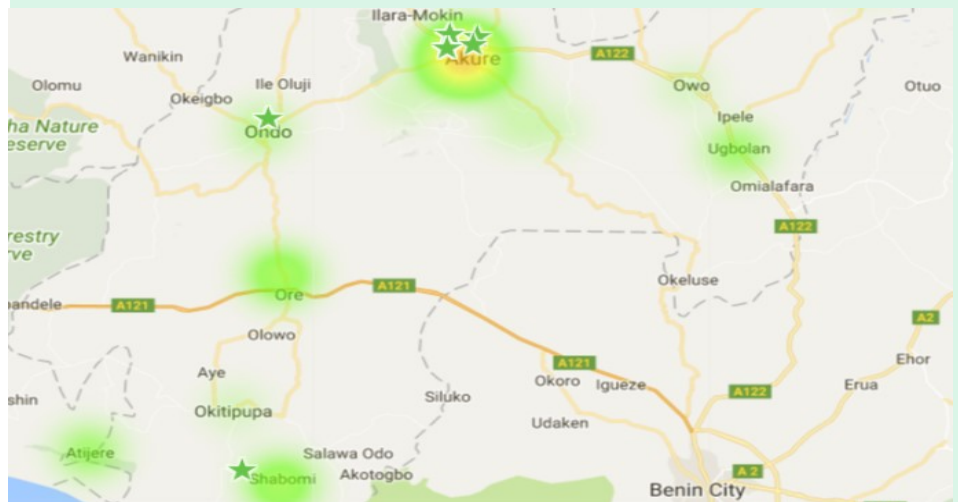 Ilara-Mokin
Wanikin
A122
Akure
Olomu
Ile Oluji
Okeigbo
Owo
Otuo
Ipele
ha Nature
eserve
Ondo
Ugbolan
Omialafara
A122
restry
ve
Okeluse
A121
A121
Ore
A2
Olowo
Ehor
A121
Aye
Okoro
Igueze
Erua
A122
shin
Siluko
Okitipupa
Udaken
Atijere
Salawa Odo
A 2
Shabomi
Akotogbo
Benin City